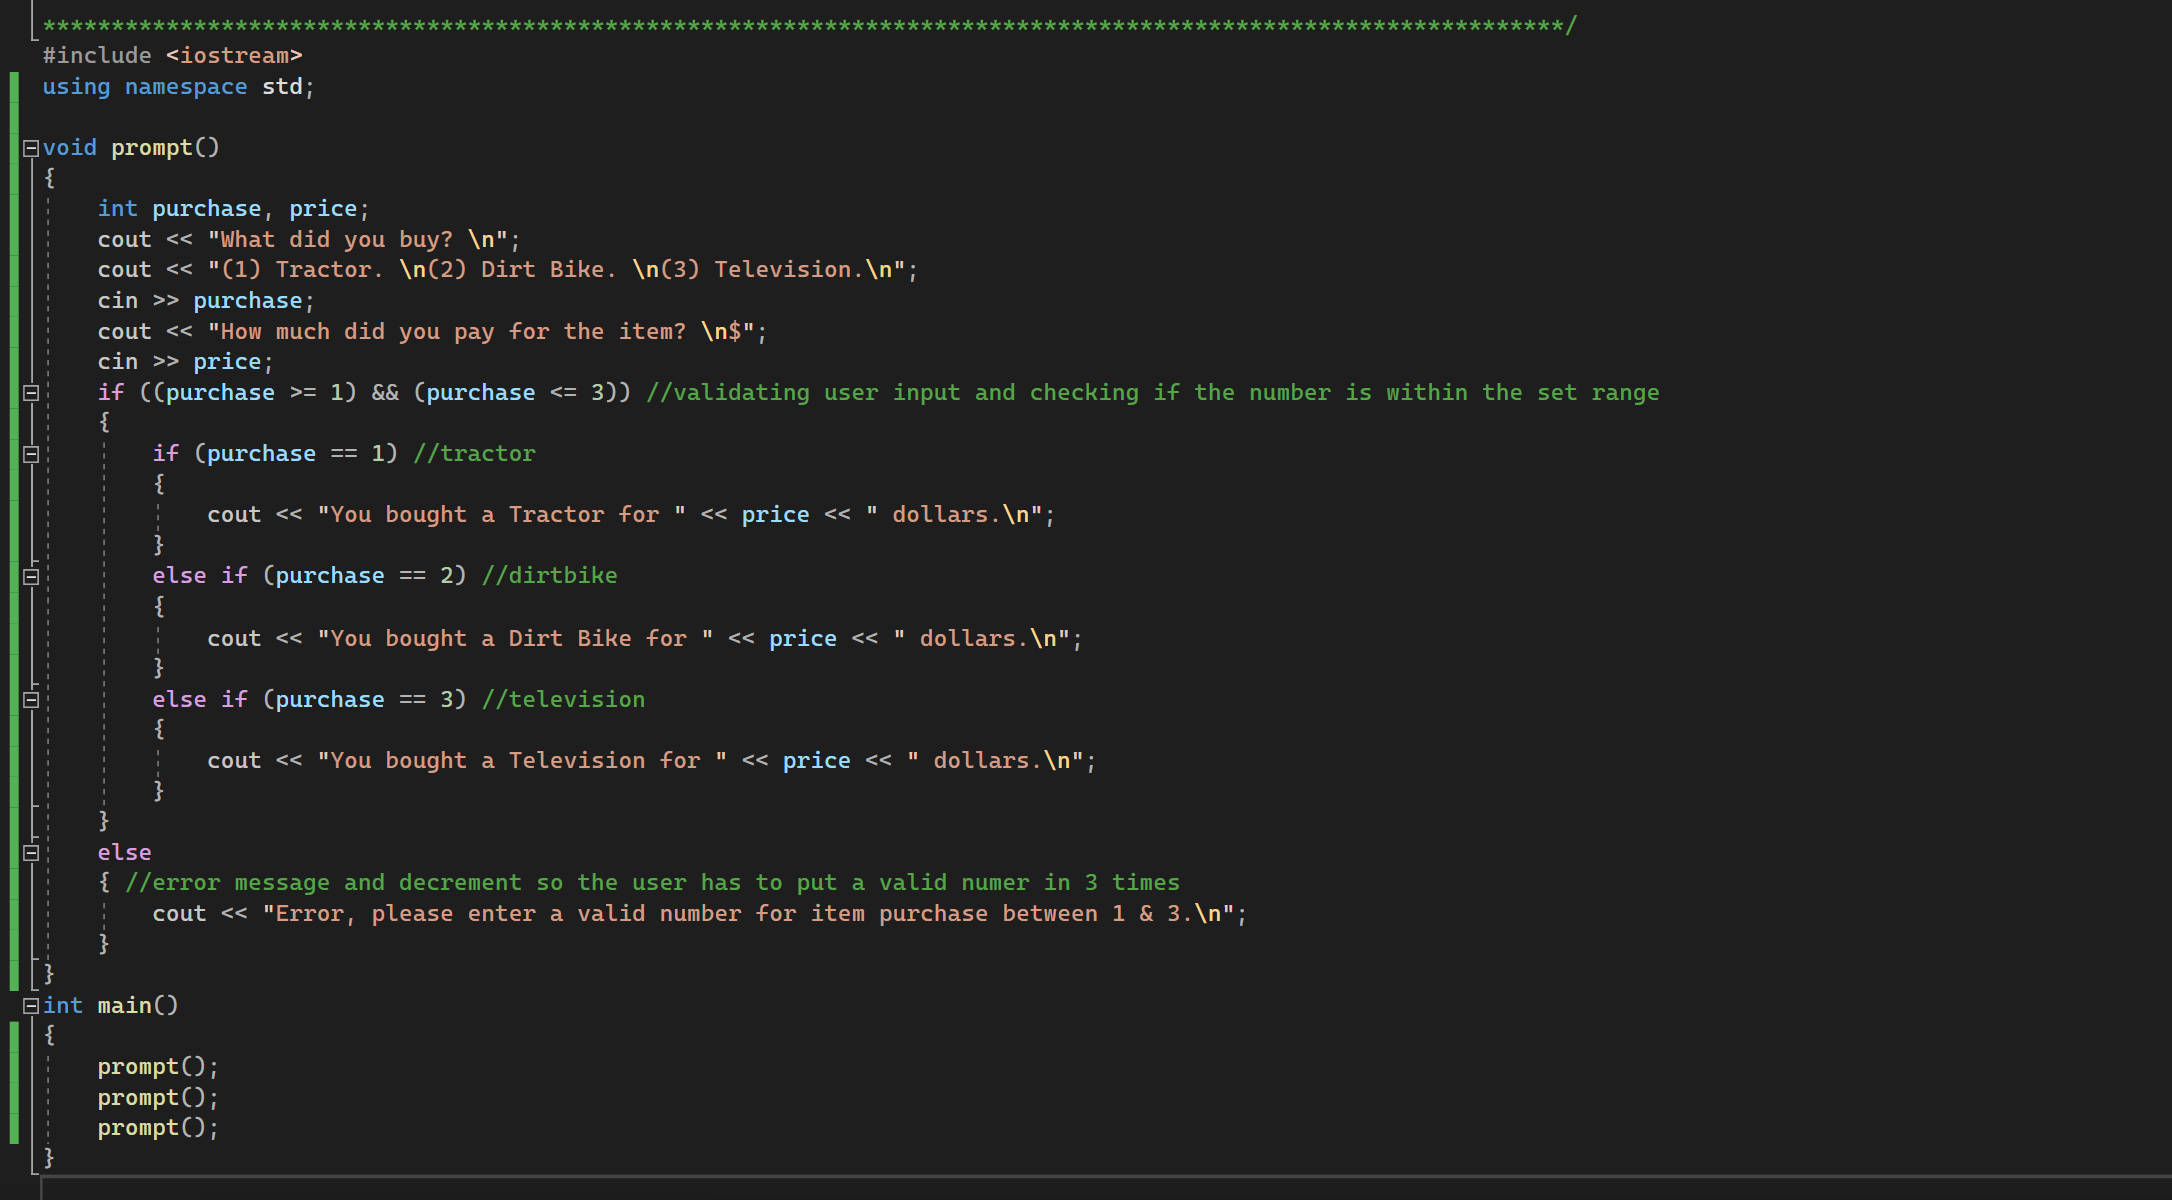 ***************************************************************************************************************/
#include <iostream>
using namespace std;

void prompt()
{
    int purchase, price;
    cout << "What did you buy? \n";
    cout << "(1) Tractor. \n(2) Dirt Bike. \n(3) Television.\n";
    cin >> purchase;
    cout << "How much did you pay for the item? \n$";
    cin >> price;
    if ((purchase >= 1) && (purchase <= 3)) //validating user input and checking if the number is within the set range
    {
        if (purchase == 1) //tractor
        {
            cout << "You bought a Tractor for " << price << " dollars.\n";
        }
        else if (purchase == 2) //dirtbike
        {
            cout << "You bought a Dirt Bike for " << price << " dollars.\n";
        }
        else if (purchase == 3) //television
        {
            cout << "You bought a Television for " << price << " dollars.\n";
        }
    }
    else
    { //error message and decrement so the user has to put a valid numer in 3 times
        cout << "Error, please enter a valid number for item purchase between 1 & 3.\n";
    }
}
int main()
{
    prompt();
    prompt();
    prompt();
}